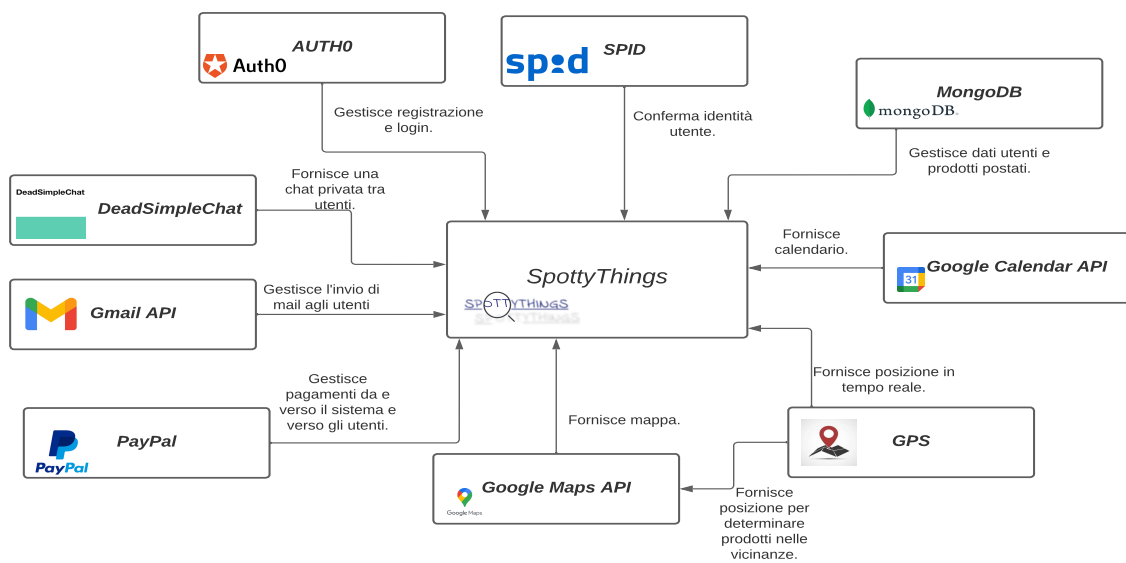 AUTH0
Auth0
Gestisce registrazione
e login.
SPID
spid
Conferma identità
utente.
MongoDB
mongoDB.
Gestisce dati utenti e
prodotti postati.
DeadSimpleChat
DeadSimpleChat
Fornisce una
chat privata tra
utenti.
SpottyThings
SPOTTYTHINGS
SPOTTYTHINGS
Fornisce
calendario.
31
Google Calendar API
Gmail API
Gestisce l'invio di
mail agli utenti
PayPal
PayPal
Gestisce
pagamenti da e
verso il sistema e
verso gli utenti.
Fornisce mappa.
Google Maps API
Google Maps
Fornisce posizione in
tempo reale.
GPS
Fornisce
posizione per
determinare
prodotti nelle
vicinanze.